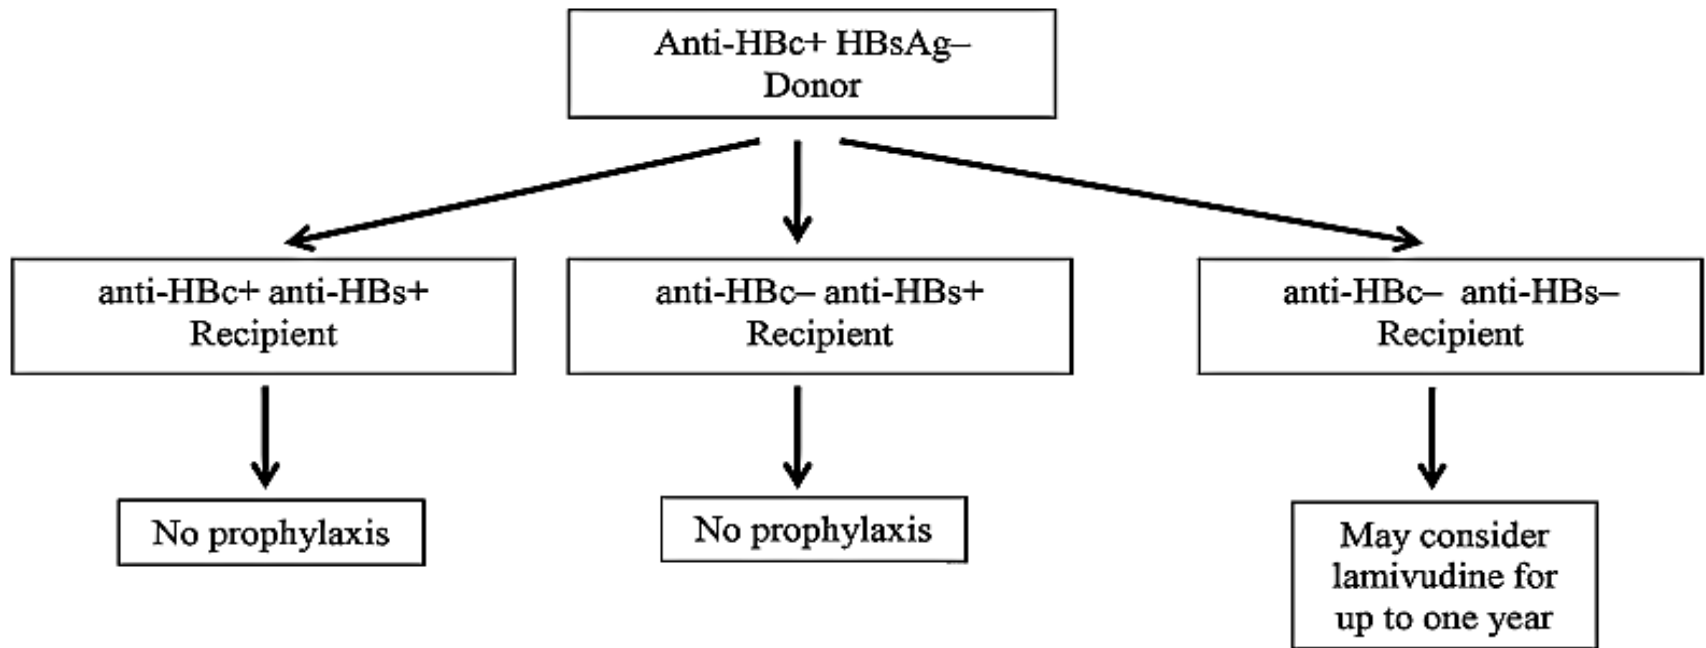 Anti-HBc+ HBsAg–
Donor
anti-HBc+ anti-HBs+
Recipient
anti-HBc– anti-HBs+
Recipient
anti-HBc– anti-HBs–
Recipient
No prophylaxis
No prophylaxis
May consider
lamivudine for
up to one year